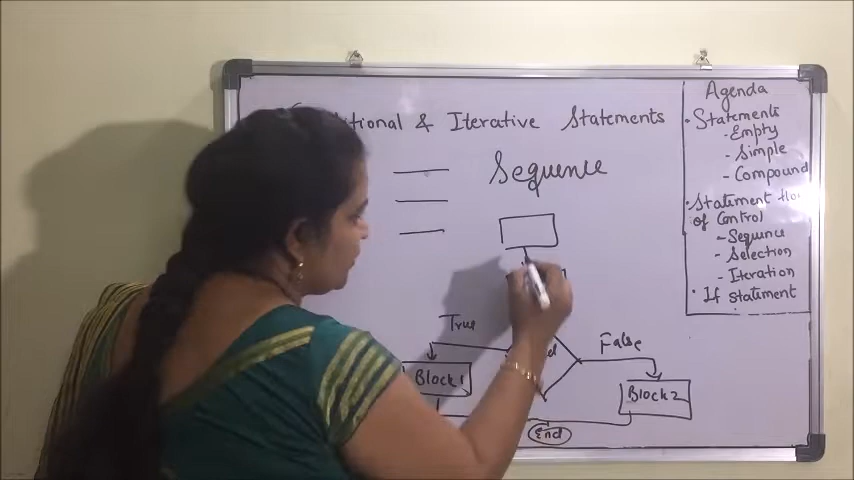 & Iterative Statements
Sequence
True
False
Block1
Block2
End
Agenda
• Statements
- Empty
- Simple
- Compound
• Statement
of Control
- Sequence
- Selection
- Iteration
• If statement